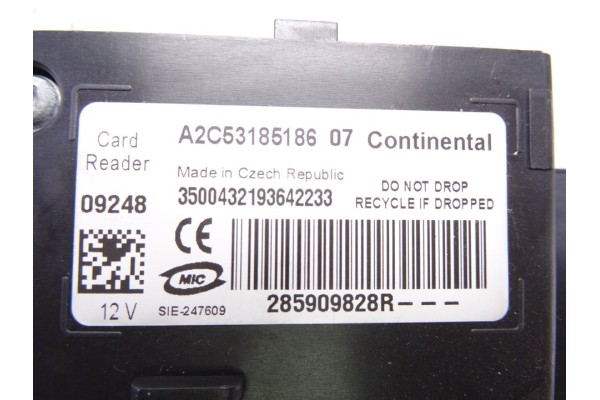 Card Reader
A2C53185186 07 Continental
Made in Czech Republic
09248
3500432193642233
DO NOT DROP
RECYCLE IF DROPPED
CE
MIC
12 V
SIE-247609
285909828R---